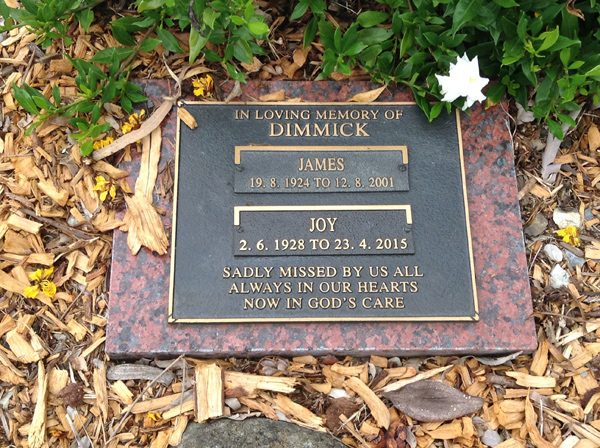 IN LOVING MEMORY OF
DIMMICK
JAMES
19. 8. 1924 TO 12. 8. 2001
JOY
2. 6. 1928 TO 23. 4. 2015
SADLY MISSED BY US ALL
ALWAYS IN OUR HEARTS
NOW IN GOD'S CARE